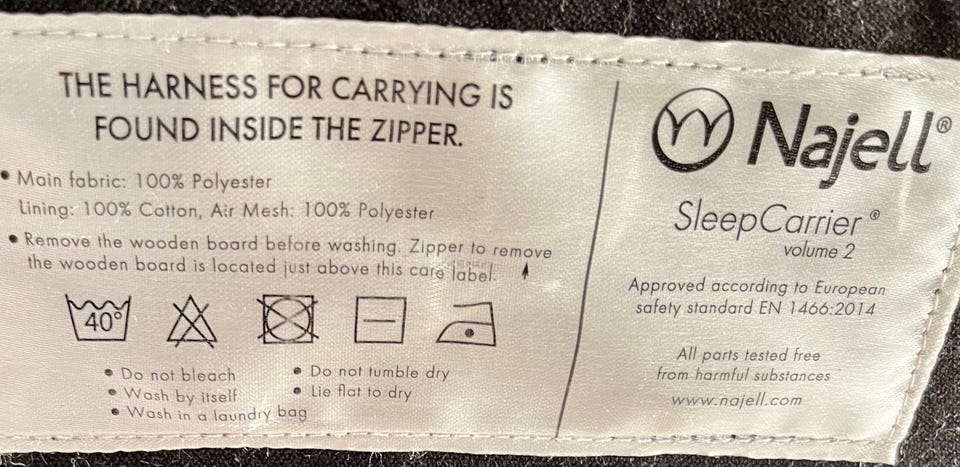 THE HARNESS FOR CARRYING IS
FOUND INSIDE THE ZIPPER.
• Main fabric: 100% Polyester
Lining: 100% Cotton, Air Mesh: 100% Polyester
• Remove the wooden board before washing. Zipper to remove
the wooden board is located just above this care label.
40°
• Do not bleach
• Wash by itself
• Wash in a laundry bag
• Do not tumble dry
• Lie flat to dry
Najell®
SleepCarrier®
volume 2
Approved according to European
safety standard EN 1466:2014
All parts tested free
from harmful substances
www.najell.com